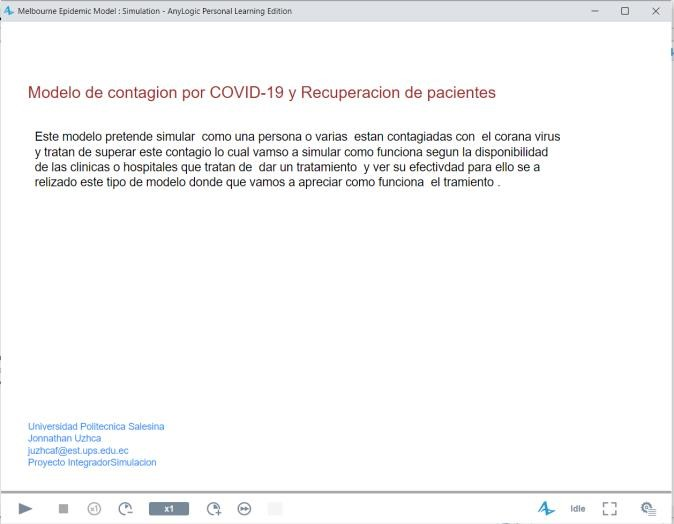 Melbourne Epidemic Model : Simulation - AnyLogic Personal Learning Edition
Modelo de contagion por COVID-19 y Recuperacion de pacientes
Este modelo pretende simular como una persona o varias estan contagiadas con el corana virus
y tratan de superar este contagio lo cual vamso a simular como funciona segun la disponibilidad
de las clinicas o hospitales que tratan de dar un tratamiento y ver su efectivdad para ello se a
relizado este tipo de modelo donde que vamos a apreciar como funciona el tramiento .
Universidad Politecnica Salesina
Jonnathan Uzhca
juzhcaf@est.ups.edu.ec
Proyecto IntegradorSimulacion
x1 x1 Idle